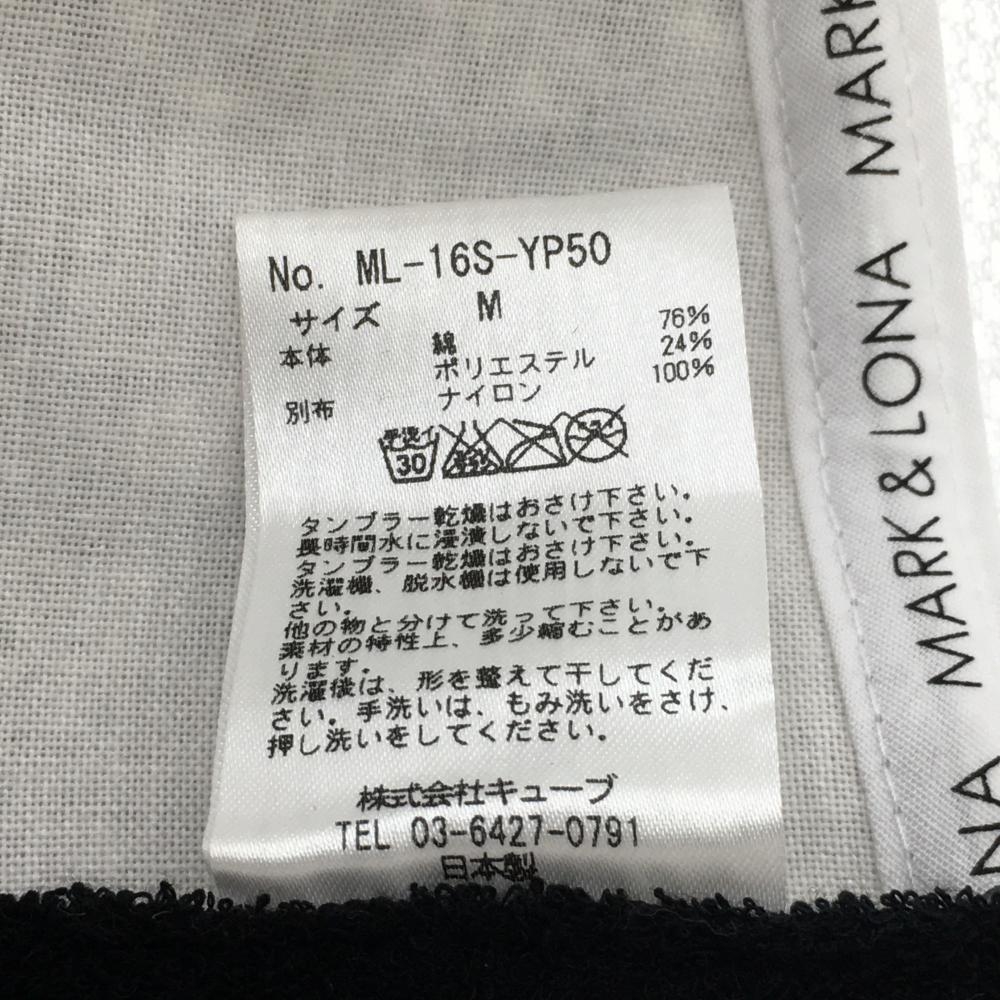 No. ML-16S-YP50
サイズ M
本体 綿 76%
ポリエステル 24%
別布 ナイロン 100%
手洗イ
30
タンブラー乾燥はおさけ下さい。
長時間水に浸漬しないで下さい。
タンブラー乾燥はおさけ下さい。
洗濯機、脱水機は使用しないで下
さい。
他の物と分けて洗って下さい。
素材の特性上、多少縮むことがあ
ります。
洗濯後は、形を整えて干してくだ
さい。手洗いは、もみ洗いをさけ、
押し洗いをしてください。
株式会社キューブ
TEL 03-6427-0791
日本製
MARK
MARK & LONA
NA